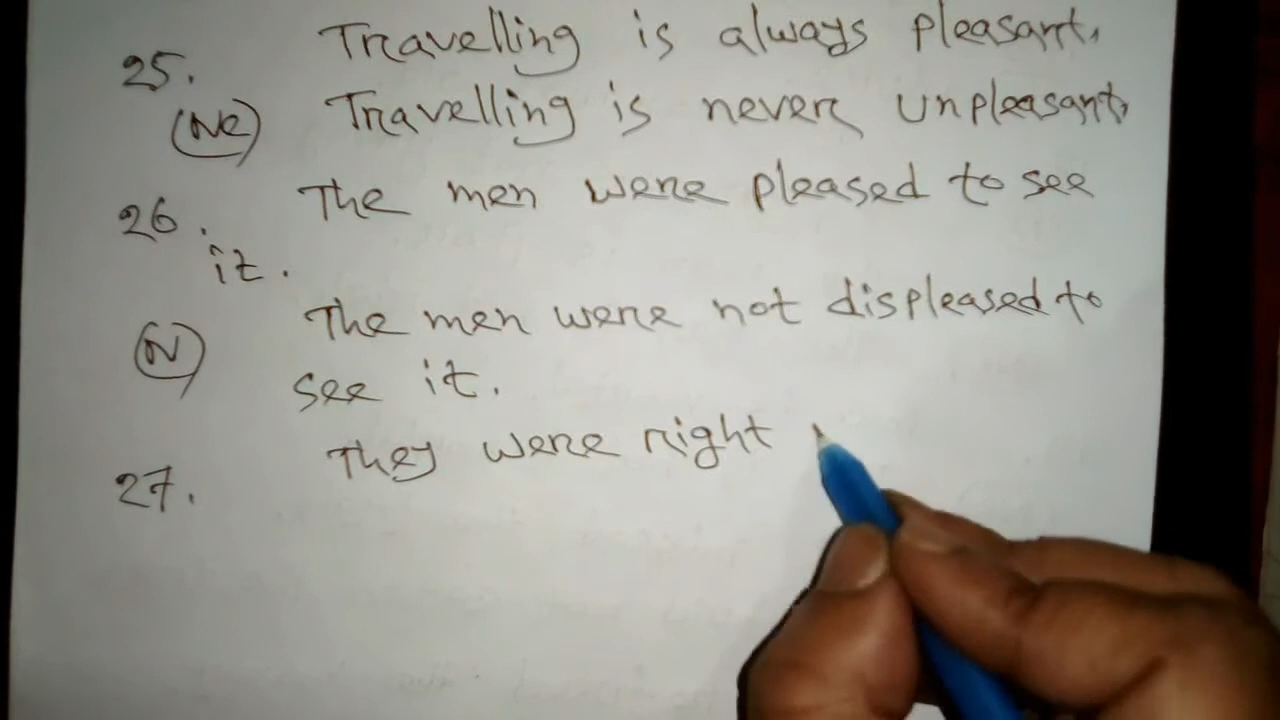 25. Travelling is always pleasant.
(Ne) Travelling is never unpleasant.
26. The men were pleased to see
it.
(N) The men were not displeased to
see it.
27. They were right